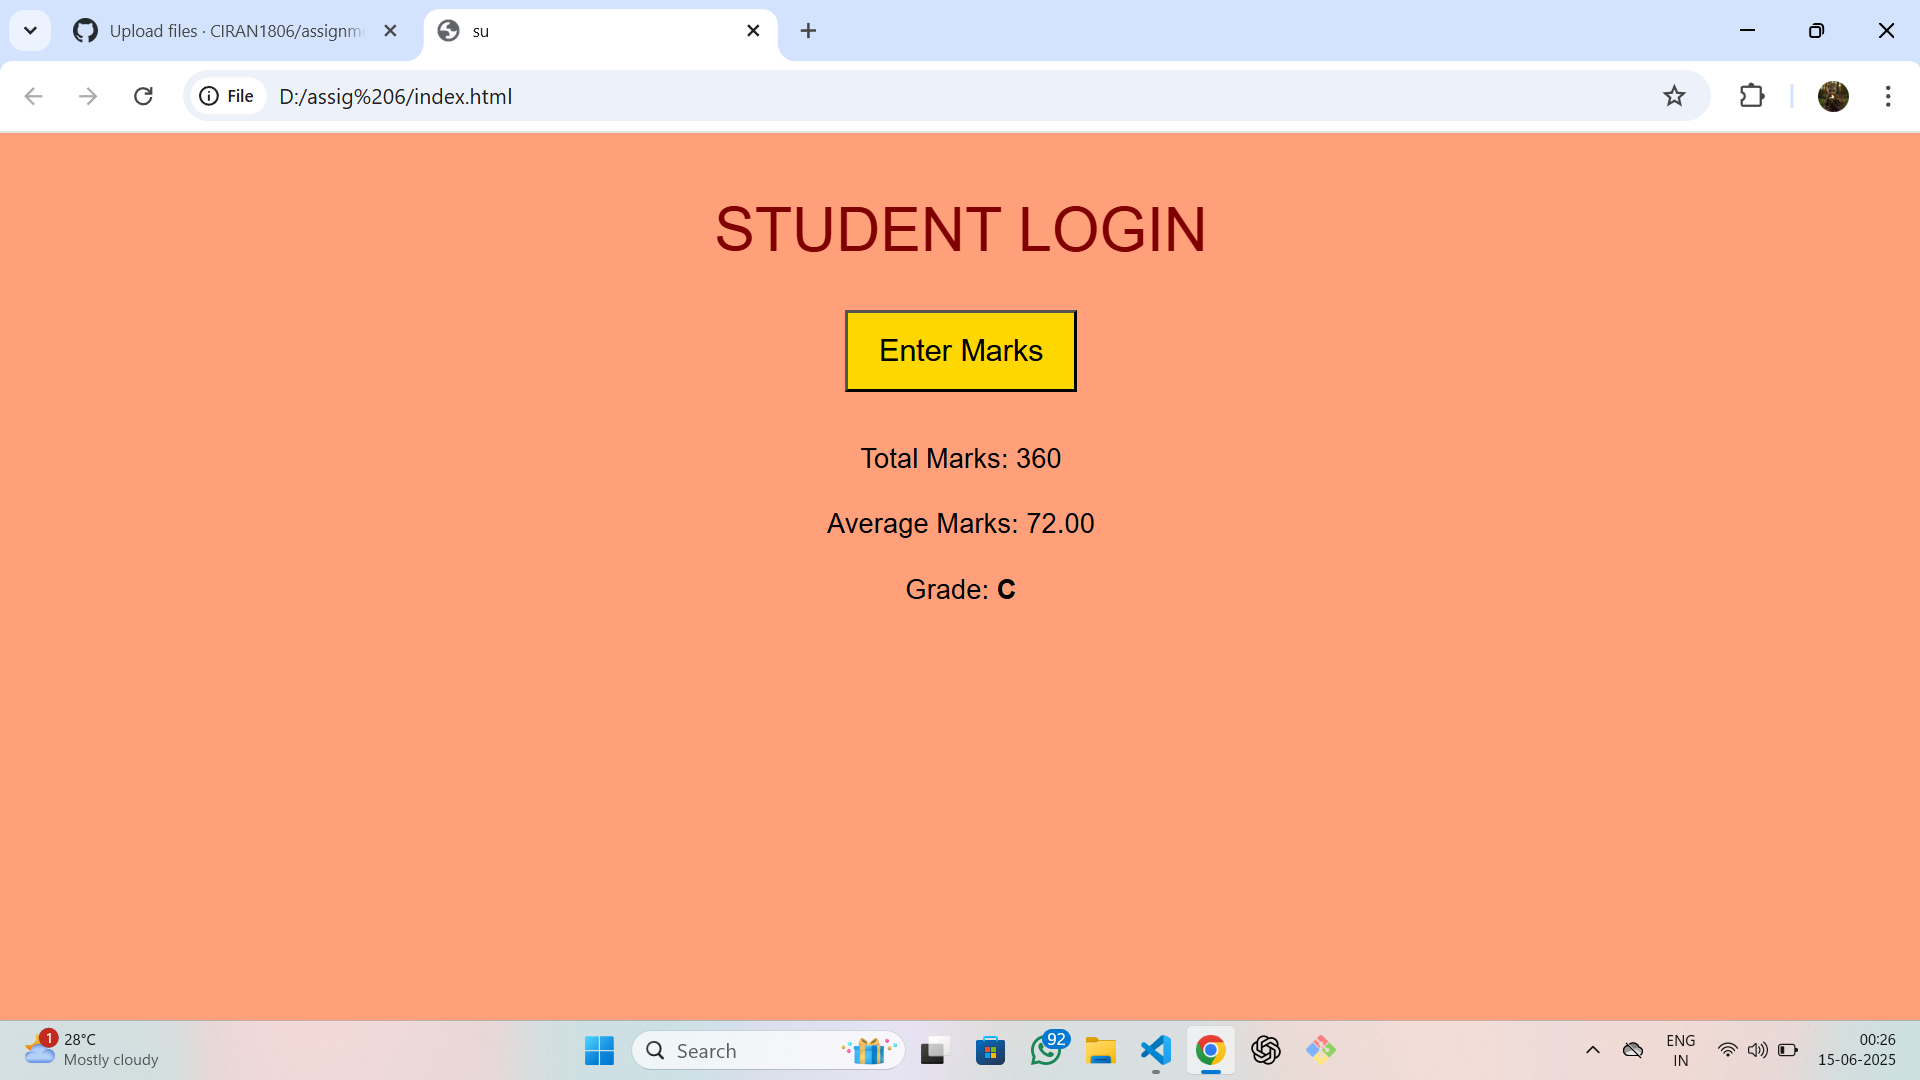 Upload files · CIRAN1806/assignm
su
File
D:/assig%206/index.html
STUDENT LOGIN
Enter Marks
Total Marks: 360
Average Marks: 72.00
Grade: C
1
28°C
Mostly cloudy
Search
92
ENG
IN
00:26
15-06-2025